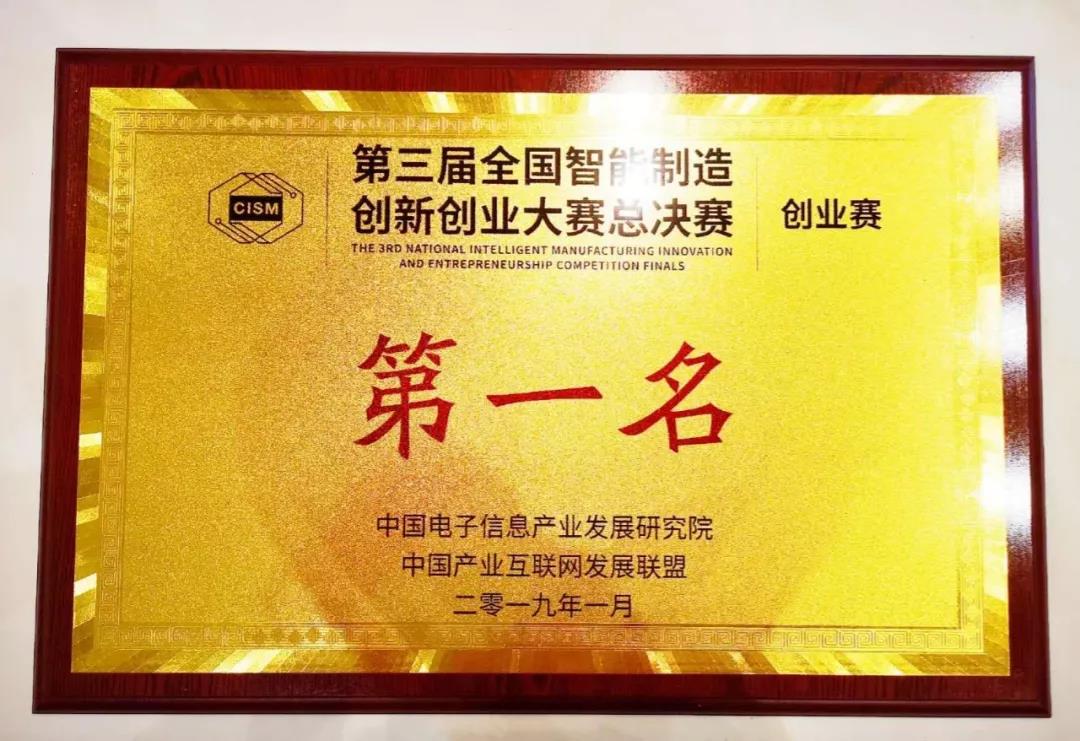 CISM
第三届全国智能制造
创新创业大赛总决赛
THE 3RD NATIONAL INTELLIGENT MANUFACTURING INNOVATION
AND ENTREPRENEURSHIP COMPETITION FINALS
创业赛
第一名
中国电子信息产业发展研究院
中国产业互联网发展联盟
二零一九年一月